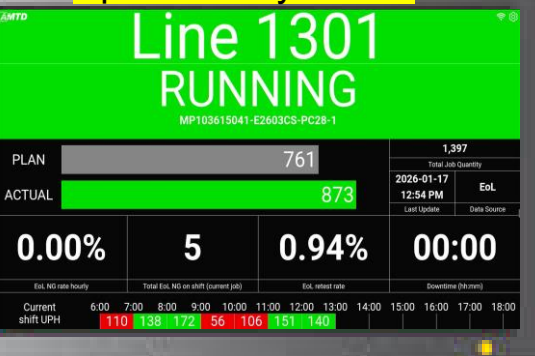 AMTD
Line 1301
RUNNING
MP103615041-E2603CS-PC28-1
PLAN 761
ACTUAL 873
1,397
Total Job Quantity
2026-01-17
12:54 PM
Last Update
EoL
Data Source
0.00%
EoL NG rate hourly
5
Total EoL NG on shift (current job)
0.94%
EoL retest rate
00:00
Downtime (hh:mm)
Current
shift UPH
6:00 7:00 8:00 9:00 10:00 11:00 12:00 13:00 14:00 15:00 16:00 17:00 18:00
110 138 172 56 106 151 140